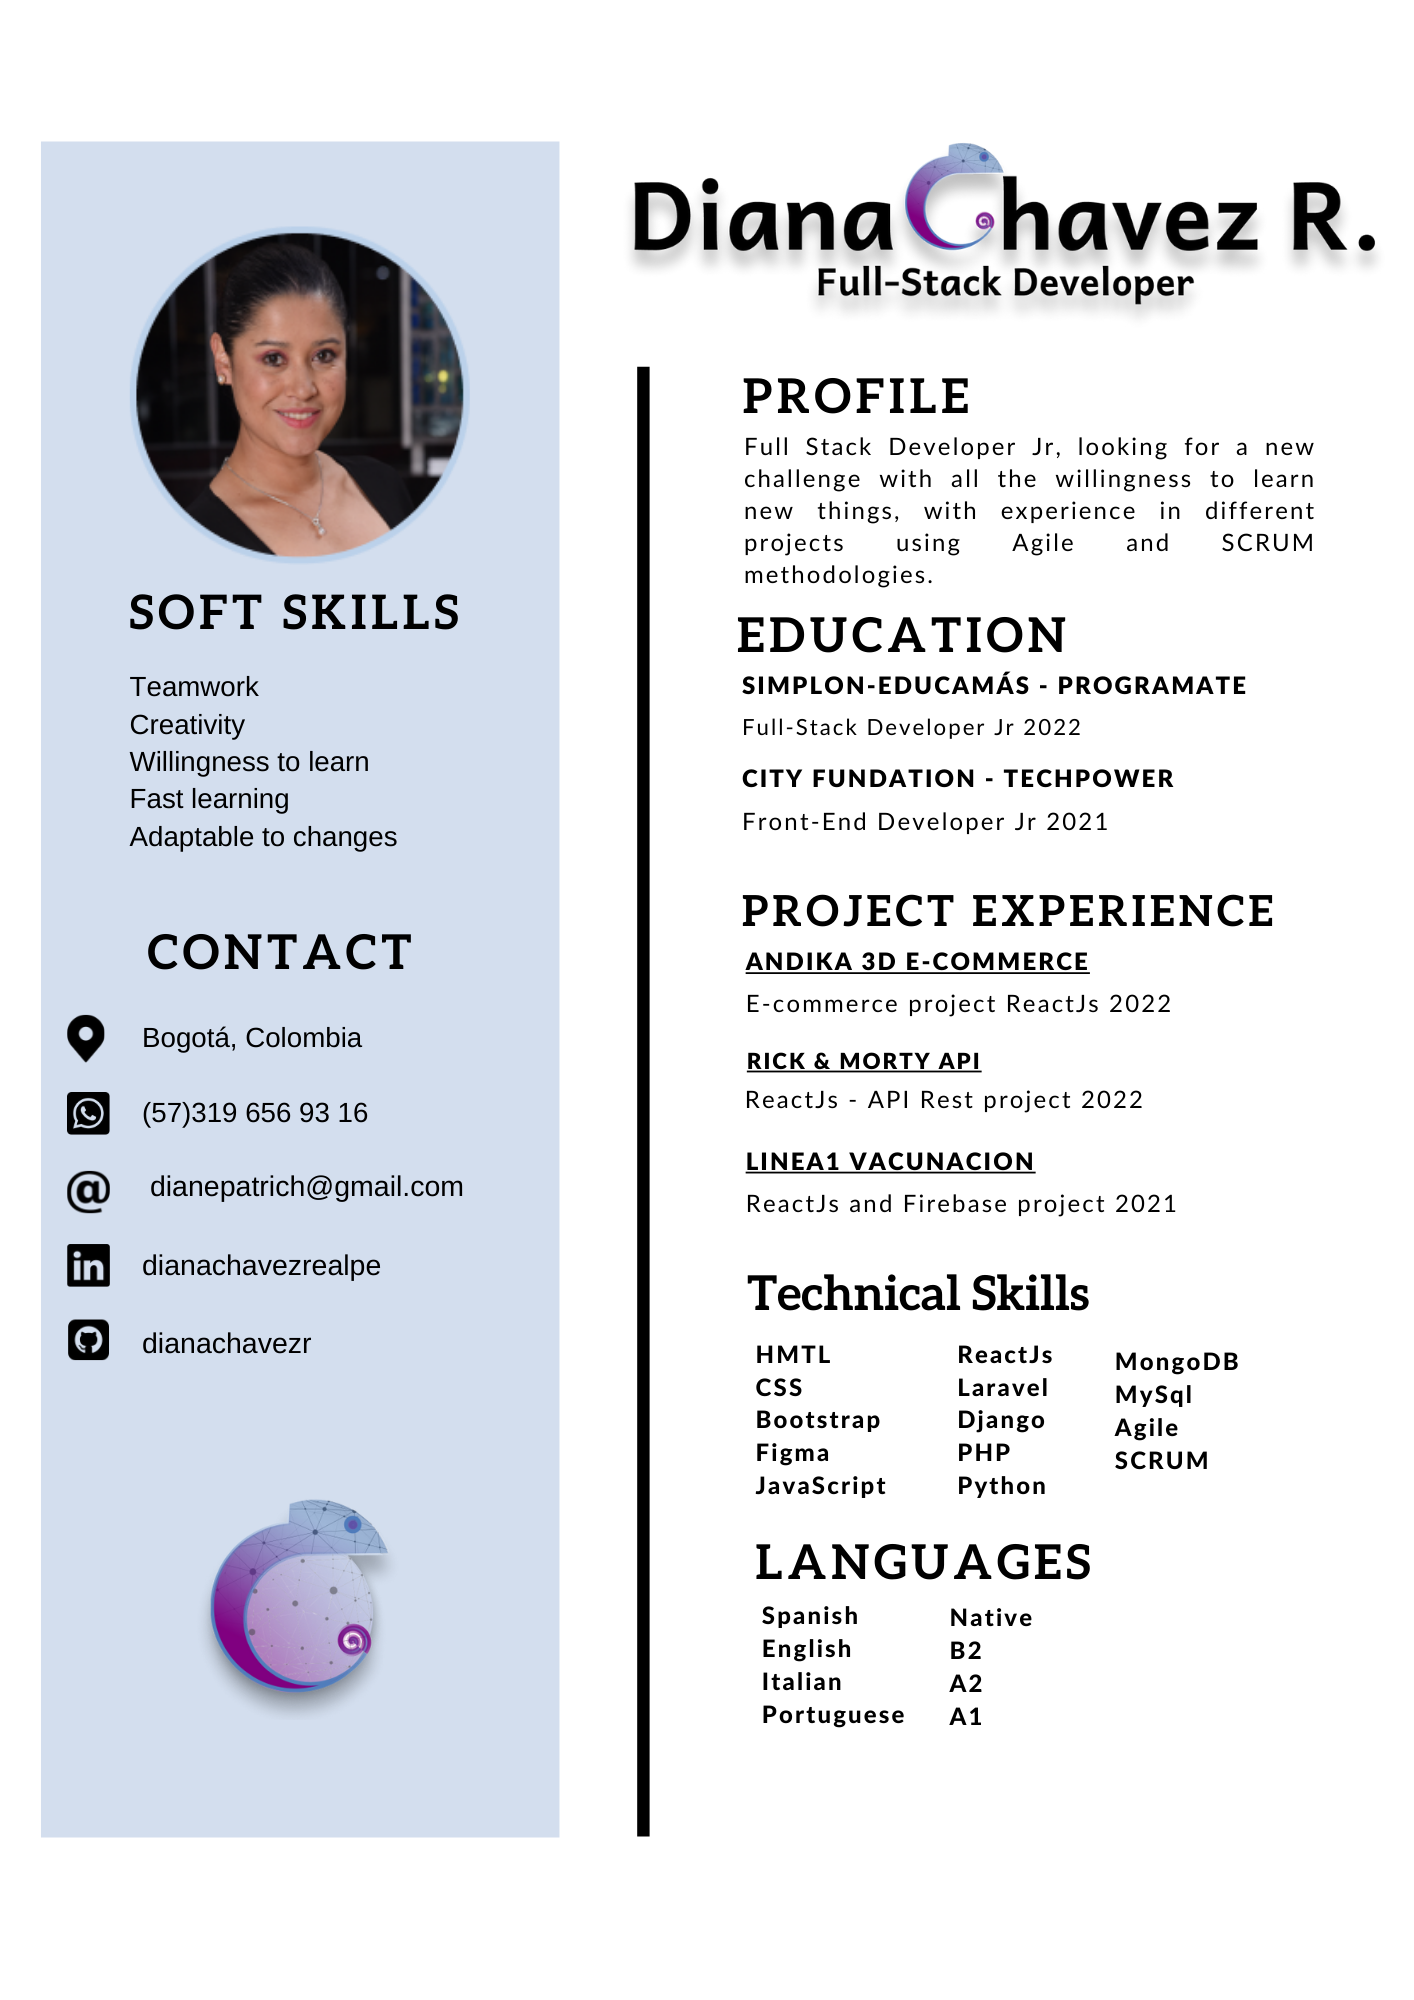 Diana Chavez R.
Full-Stack Developer
SOFT SKILLS
Teamwork
Creativity
Willingness to learn
Fast learning
Adaptable to changes
CONTACT
Bogotá, Colombia
(57)319 656 93 16
@ dianepatrich@gmail.com
in dianachavezrealpe
dianachavezr
PROFILE
Full Stack Developer Jr, looking for a new
challenge with all the willingness to learn
new things, with experience in different
projects using Agile and SCRUM
methodologies.
EDUCATION
SIMPLON-EDUCAMÁS - PROGRAMATE
Full-Stack Developer Jr 2022
CITY FUNDATION - TECHPOWER
Front-End Developer Jr 2021
PROJECT EXPERIENCE
ANDIKA 3D E-COMMERCE
E-commerce project ReactJs 2022
RICK & MORTY API
ReactJs - API Rest project 2022
LINEA1 VACUNACION
ReactJs and Firebase project 2021
Technical Skills
HMTL
CSS
Bootstrap
Figma
JavaScript
ReactJs
Laravel
Django
PHP
Python
MongoDB
MySql
Agile
SCRUM
LANGUAGES
Spanish Native
English B2
Italian A2
Portuguese A1